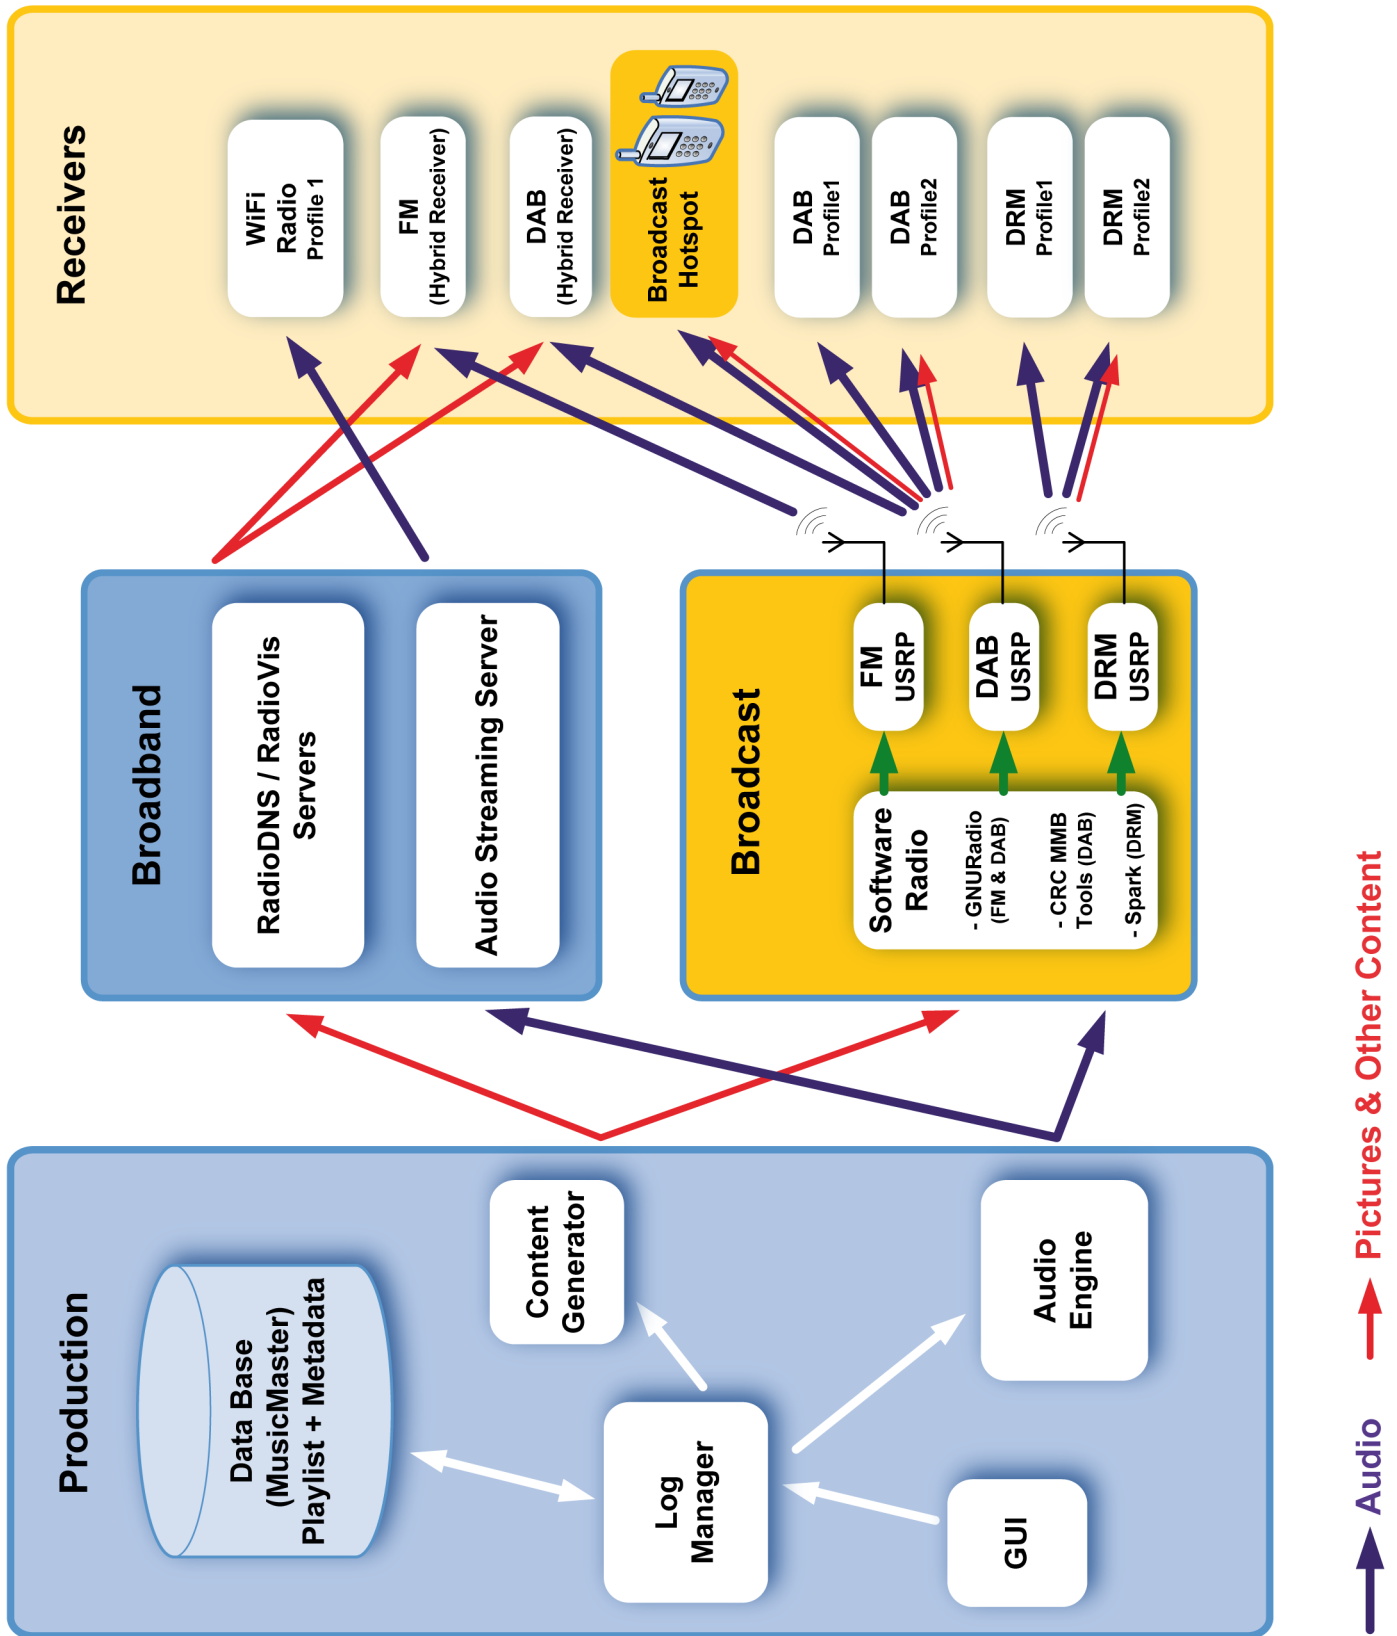 Production
Data Base
(MusicMaster)
Playlist + Metadata
Log
Manager
GUI
Content
Generator
Audio
Engine
Broadband
RadioDNS / RadioVis
Servers
Audio Streaming Server
Broadcast
Software
Radio
- GNURadio
(FM & DAB)
- CRC MMB
Tools (DAB)
- Spark (DRM)
FM
USRP
DAB
USRP
DRM
USRP
Receivers
WiFi
Radio
Profile 1
FM
(Hybrid Receiver)
DAB
(Hybrid Receiver)
Broadcast
Hotspot
DAB
Profile1
DAB
Profile2
DRM
Profile1
DRM
Profile2
Audio
Pictures & Other Content